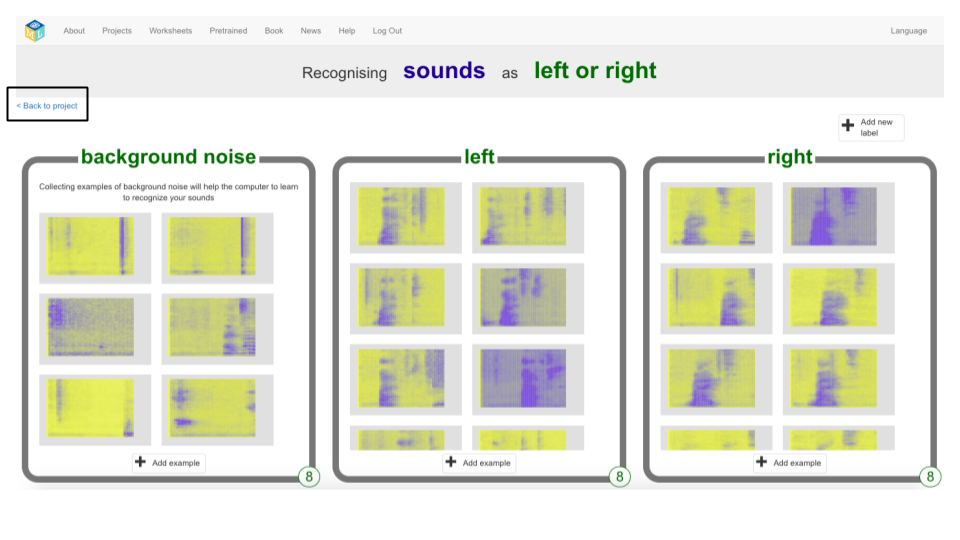 About Projects Worksheets Pretrained Book News Help Log Out Language
Recognising sounds as left or right
< Back to project
Add new
label
background noise
Collecting examples of background noise will help the computer to learn
to recognize your sounds
Add example
8
left
Add example
8
right
Add example
8